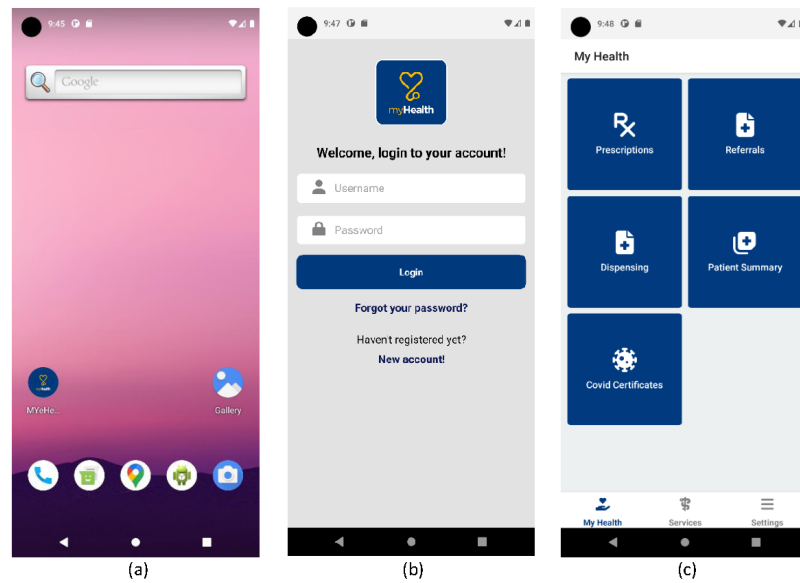 9:45
Google
MYeHe...
Gallery
(a)
9:47
myHealth
Welcome, login to your account!
Username
Password
Login
Forgot your password?
Haven't registered yet?
New account!
(b)
9:48
My Health
Prescriptions
Referrals
Dispensing
Patient Summary
Covid Certificates
My Health
Services
Settings
(c)